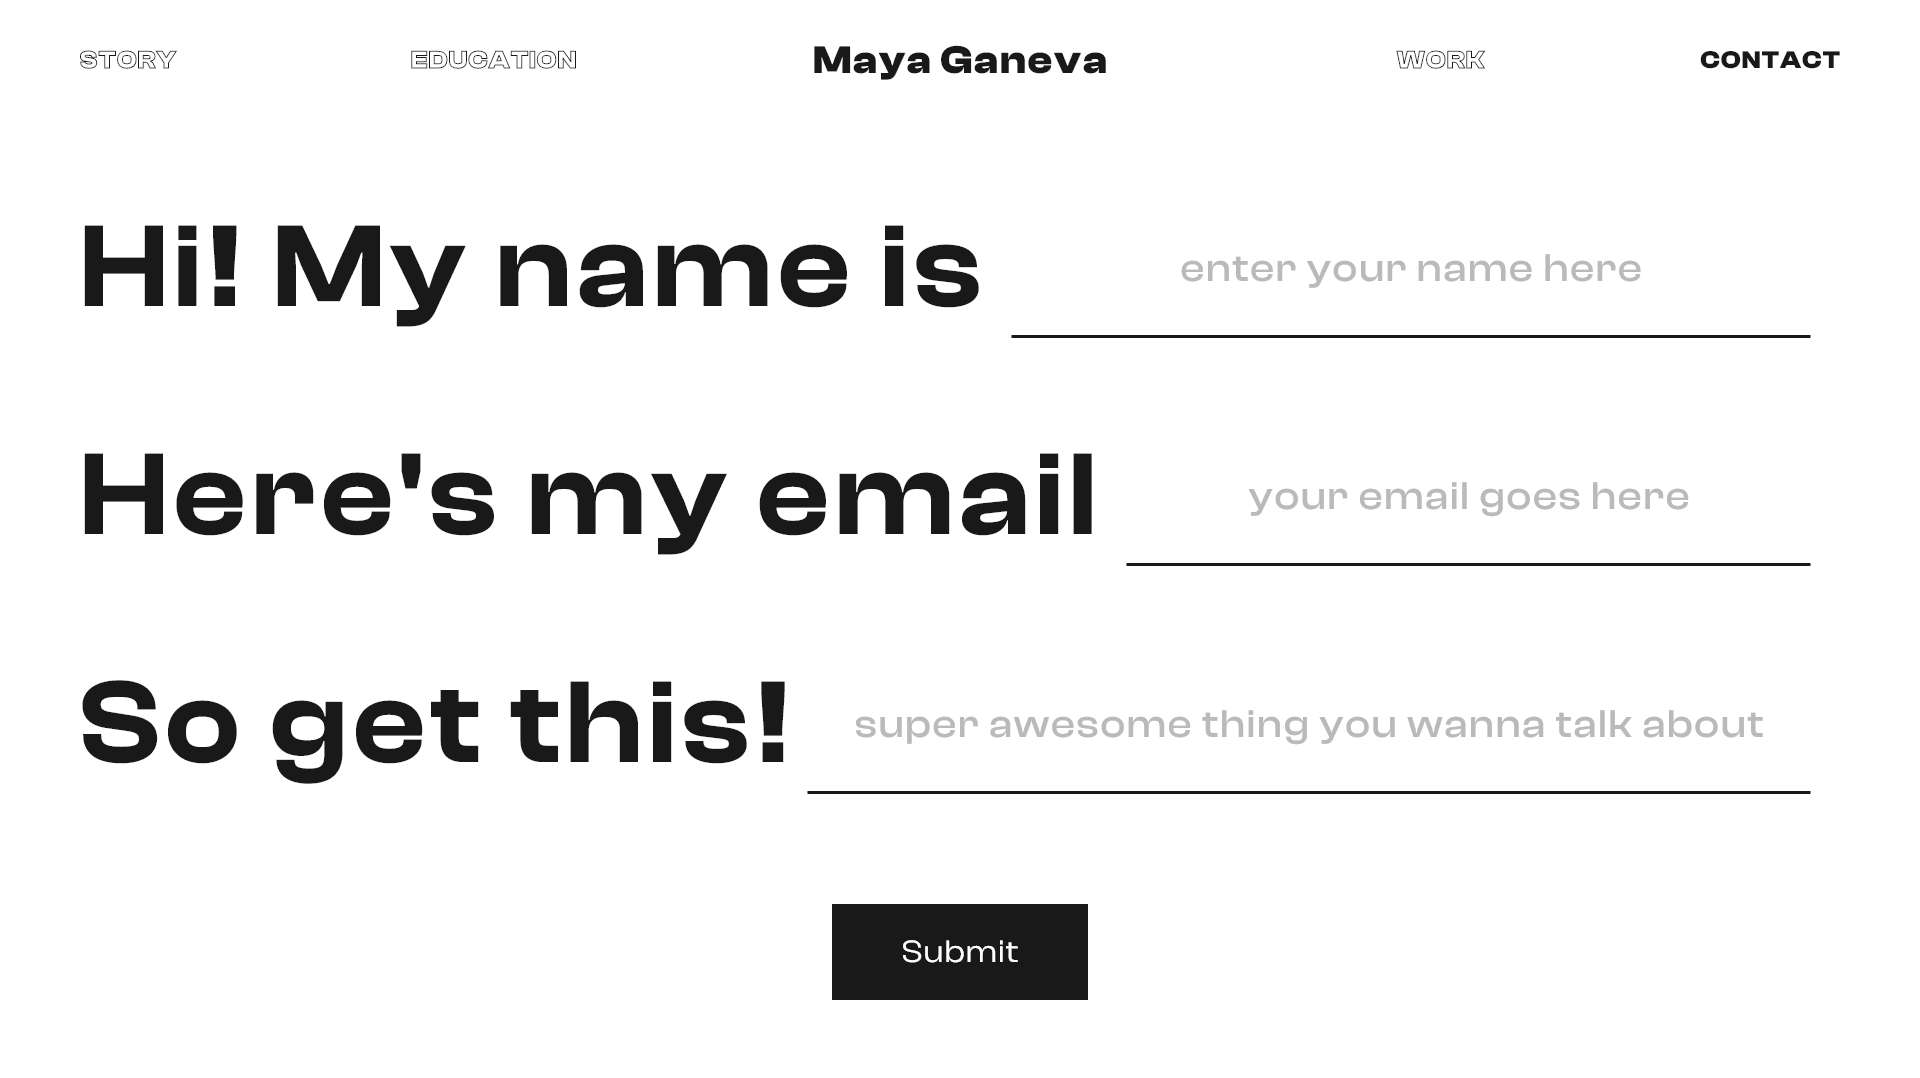 STORY EDUCATION Maya Ganeva WORK CONTACT
Hi! My name is enter your name here
Here's my email your email goes here
So get this! super awesome thing you wanna talk about
Submit